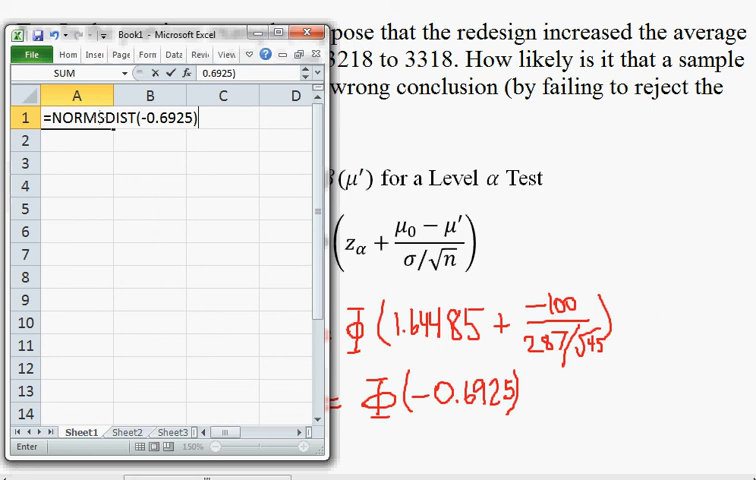 Book1 - Microsoft Excel
File Hom Inser Pag Form Data Revie View
SUM fx 0.6925)
A B C D
1 =NORMSDIST(-0.6925)
2
3
4
5
6
7
8
9
10
11
12
13
14
Sheet1 Sheet2 Sheet3
Enter 150%
pose that the redesign increased the average
3218 to 3318. How likely is it that a sample
wrong conclusion (by failing to reject the
(μ′) for a Level α Test
(zα + μ0 − μ′ / σ/√n)
= Φ(1.64485 + −100 / 287/√45)
= Φ(−0.6925)